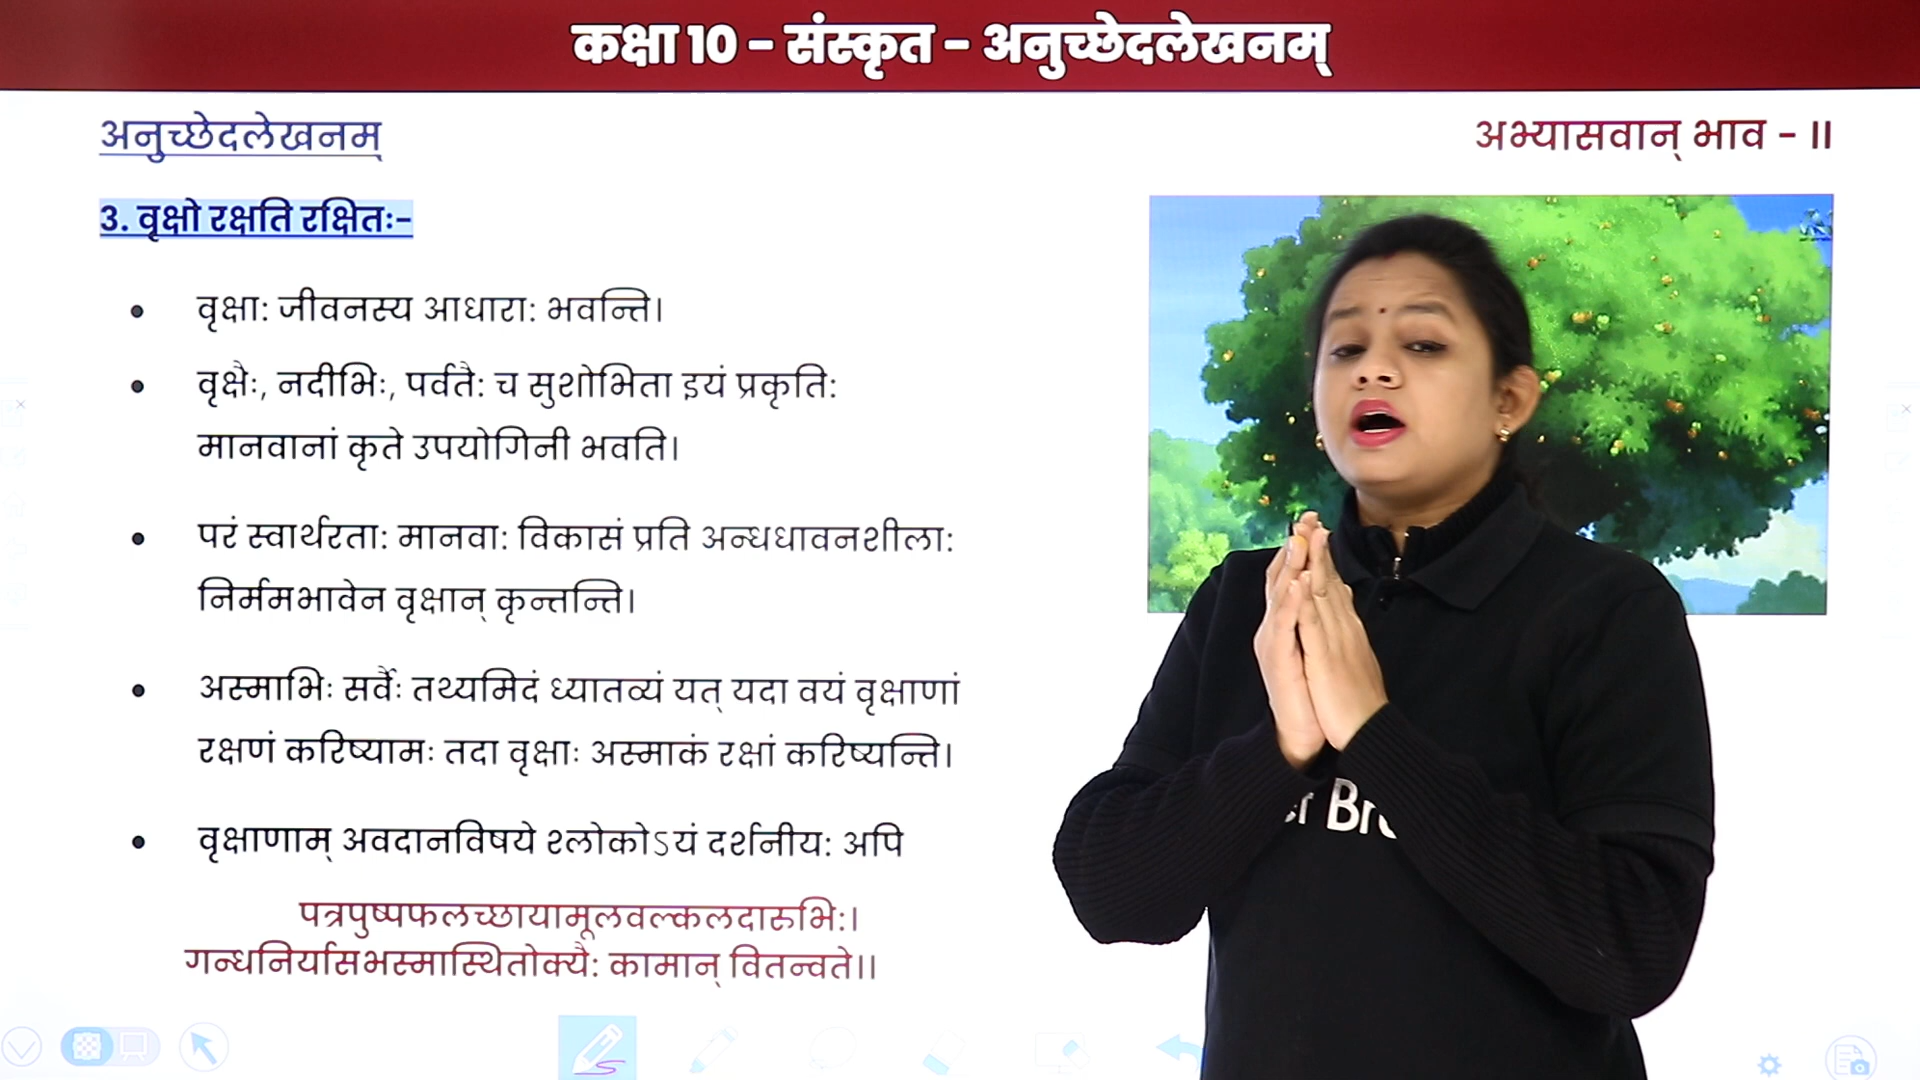 कक्षा 10 - संस्कृत - अनुच्छेदलेखनम्
अनुच्छेदलेखनम्
अभ्यासवान् भाव - II
3. वृक्षो रक्षति रक्षितः-
• वृक्षाः जीवनस्य आधाराः भवन्ति।
• वृक्षैः, नदीभिः, पर्वतैः च सुशोभिता इयं प्रकृतिः
मानवानां कृते उपयोगिनी भवति।
• परं स्वार्थरताः मानवाः विकासं प्रति अन्धधावनशीलाः
निर्ममभावेन वृक्षान् कृन्तन्ति।
• अस्माभिः सर्वैः तथ्यमिदं ध्यातव्यं यत् यदा वयं वृक्षाणां
रक्षणं करिष्यामः तदा वृक्षाः अस्माकं रक्षां करिष्यन्ति।
• वृक्षाणाम् अवदानविषये श्लोकोऽयं दर्शनीयः अपि
पत्रपुष्पफलच्छायामूलवल्कलदारुभिः।
गन्धनिर्यासभस्मास्थितोक्यैः कामान् वितन्वते।।